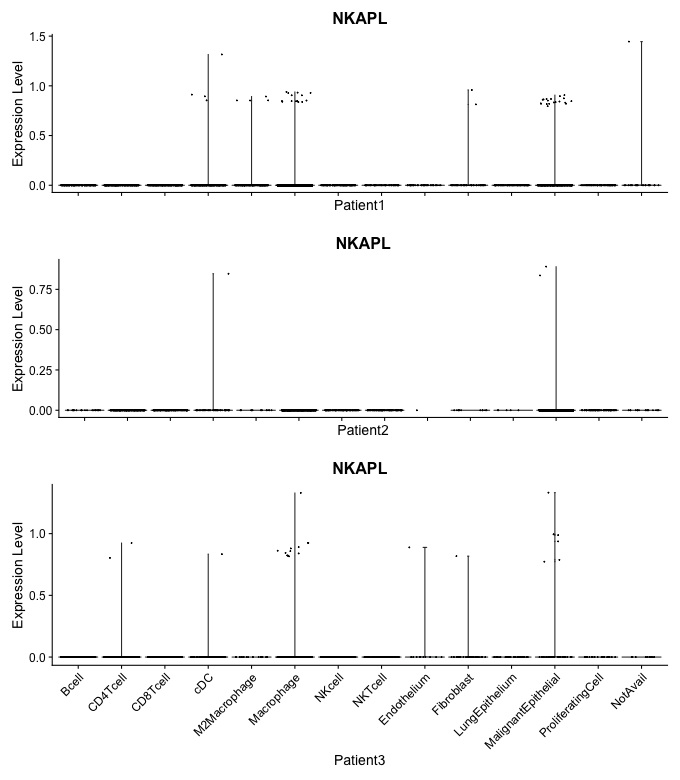 NKAPL
Expression Level
1.5
1.0
0.5
0.0
Patient1
NKAPL
Expression Level
0.75
0.50
0.25
0.00
Patient2
NKAPL
Expression Level
1.0
0.5
0.0
Bcell
CD4Tcell
CD8Tcell
cDC
M2Macrophage
Macrophage
NKcell
NKTcell
Endothelium
Fibroblast
LungEpithelium
MalignantEpithelial
ProliferatingCell
NotAvail
Patient3